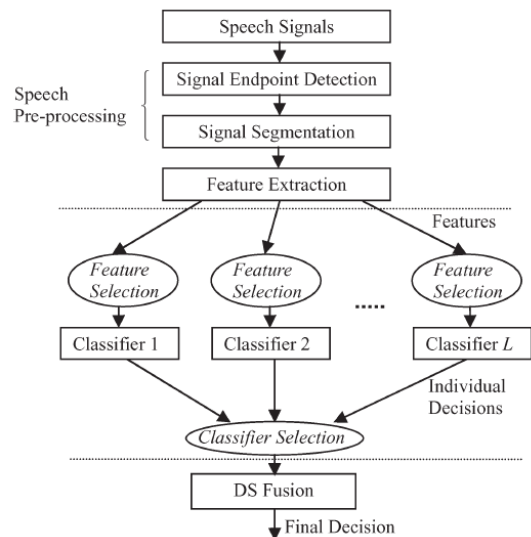 Speech Signals
Speech
Pre-processing
Signal Endpoint Detection
Signal Segmentation
Feature Extraction
Features
Feature
Selection
Feature
Selection
.....
Feature
Selection
Classifier 1
Classifier 2
Classifier L
Individual
Decisions
Classifier Selection
DS Fusion
Final Decision